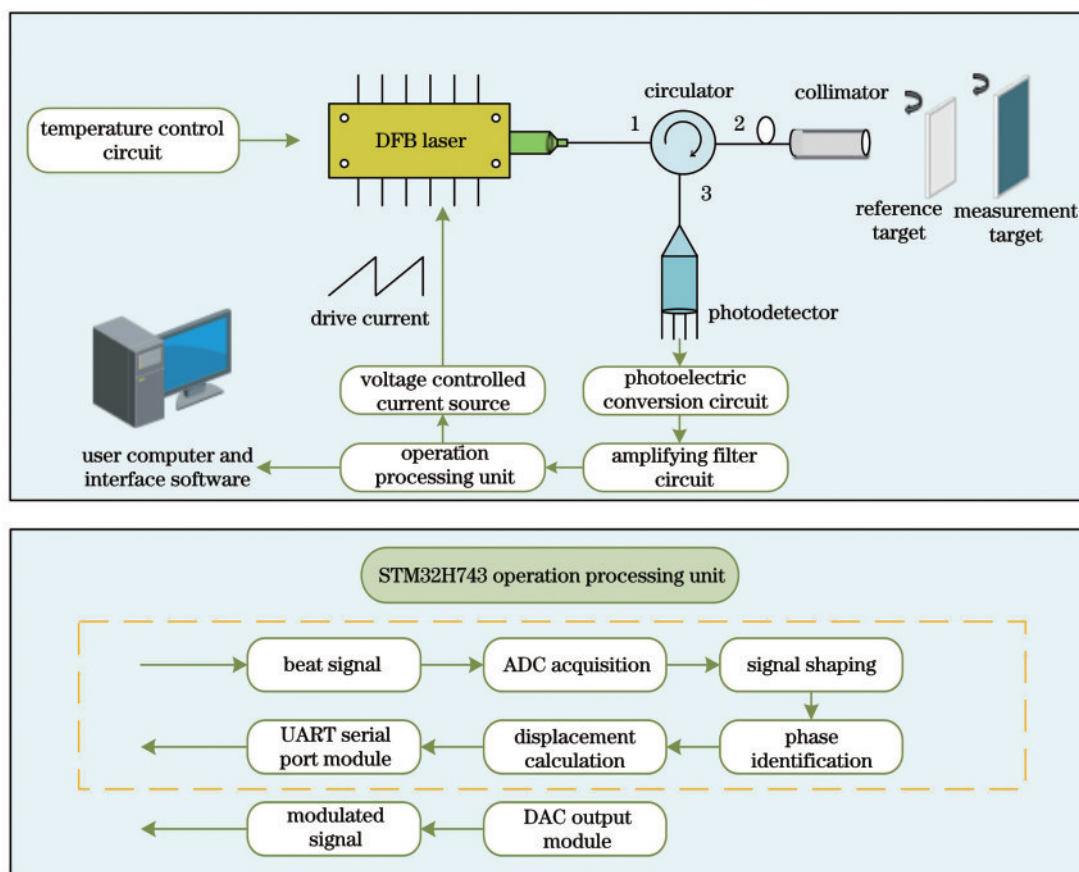 temperature control
circuit
DFB laser
circulator
1
2
3
collimator
reference
target
measurement
target
drive current
photodetector
voltage controlled
current source
photoelectric
conversion circuit
user computer and
interface software
operation
processing unit
amplifying filter
circuit
STM32H743 operation processing unit
beat signal
ADC acquisition
signal shaping
UART serial
port module
displacement
calculation
phase
identification
modulated
signal
DAC output
module